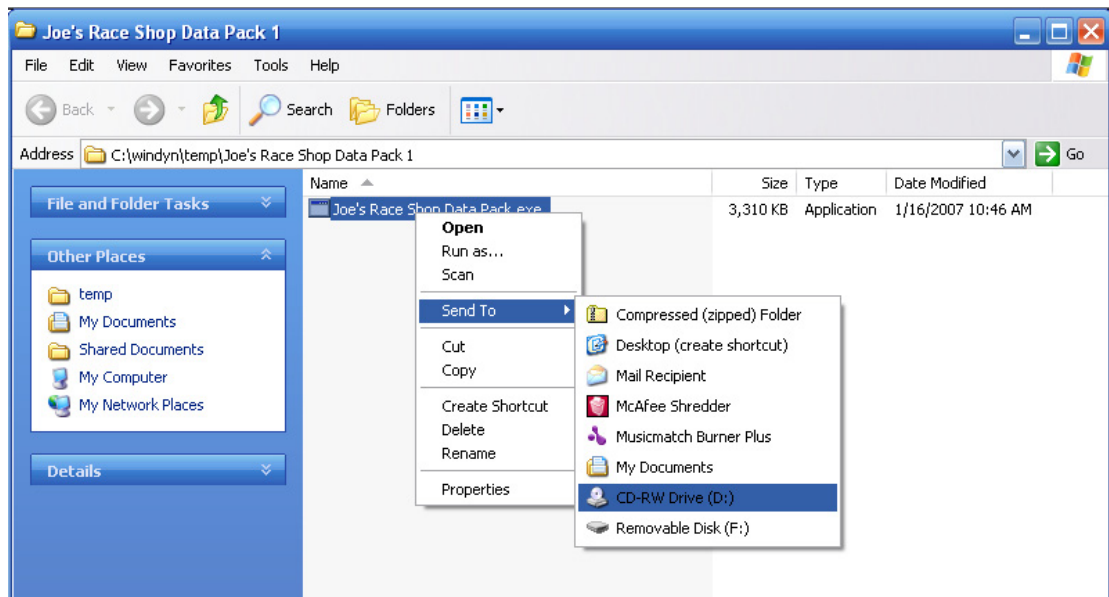 Joe's Race Shop Data Pack 1
File Edit View Favorites Tools Help
Back Search Folders
Address C:\windyn\temp\Joe's Race Shop Data Pack 1 Go
Name Size Type Date Modified
File and Folder Tasks
Joe's Race Shop Data Pack.exe 3,310 KB Application 1/16/2007 10:46 AM
Other Places
temp
My Documents
Shared Documents
My Computer
My Network Places
Details
Open
Run as...
Scan
Send To
Cut
Copy
Create Shortcut
Delete
Rename
Properties
Compressed (zipped) Folder
Desktop (create shortcut)
Mail Recipient
McAfee Shredder
Musicmatch Burner Plus
My Documents
CD-RW Drive (D:)
Removable Disk (F:)